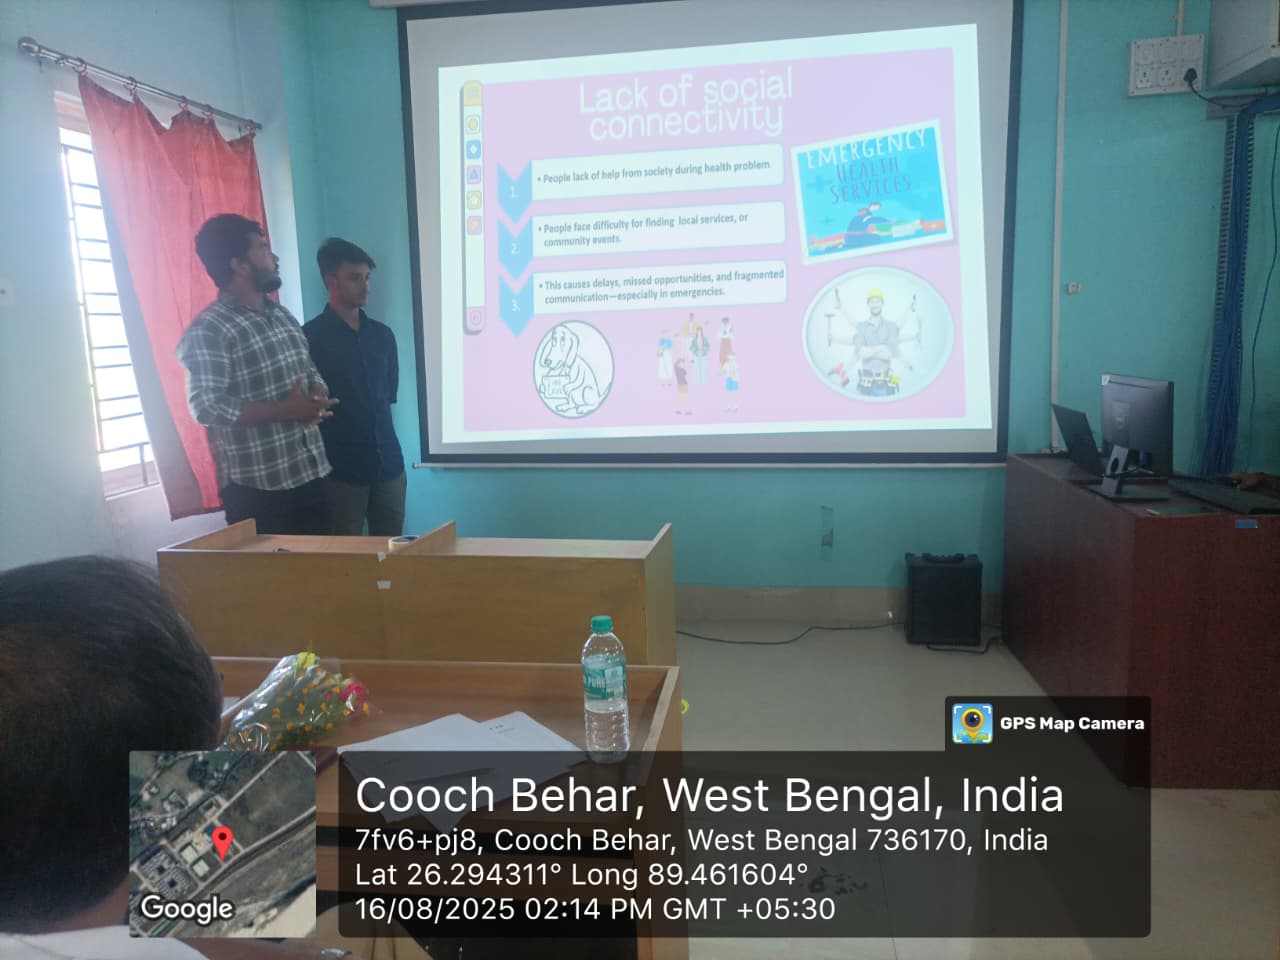 Lack of social
connectivity
1.
• People lack of help from society during health problem.
2.
• People face difficulty for finding local services, or
community events.
3.
• This causes delays, missed opportunities, and fragmented
communication—especially in emergencies.
EMERGENCY
HEALTH
SERVICES
GPS Map Camera
Cooch Behar, West Bengal, India
7fv6+pj8, Cooch Behar, West Bengal 736170, India
Lat 26.294311° Long 89.461604°
16/08/2025 02:14 PM GMT +05:30
Google